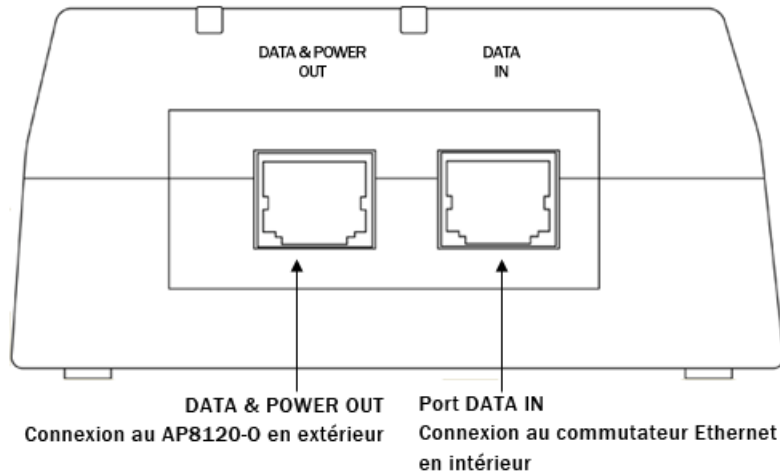 DATA & POWER
OUT
DATA
IN
DATA & POWER OUT
Connexion au AP8120-O en extérieur
Port DATA IN
Connexion au commutateur Ethernet
en intérieur